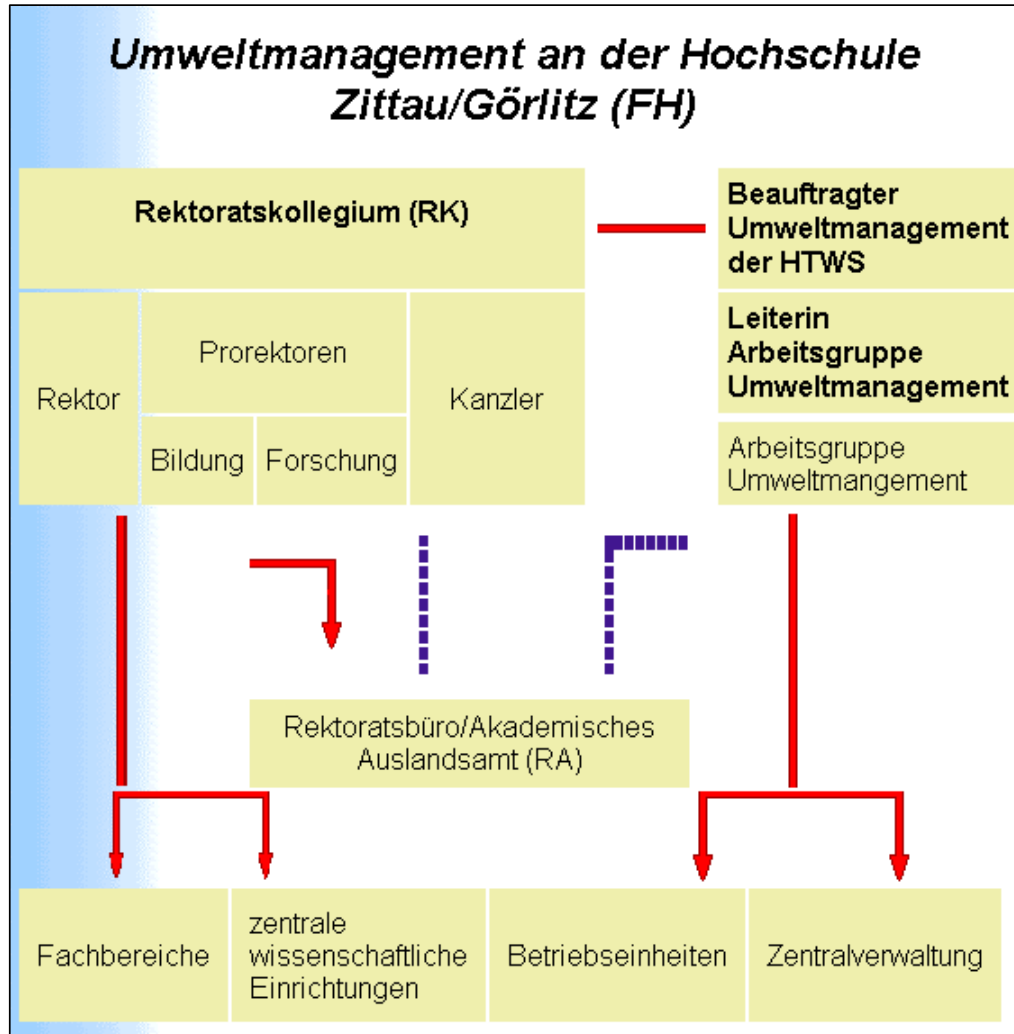 Umweltmanagement an der Hochschule
Zittau/Görlitz (FH)
Rektoratskollegium (RK)
Beauftragter
Umweltmanagement
der HTWS
Rektor
Prorektoren
Bildung
Forschung
Kanzler
Leiterin
Arbeitsgruppe
Umweltmanagement
Arbeitsgruppe
Umweltmangement
Rektoratsbüro/Akademisches
Auslandsamt (RA)
Fachbereiche
zentrale
wissenschaftliche
Einrichtungen
Betriebseinheiten
Zentralverwaltung